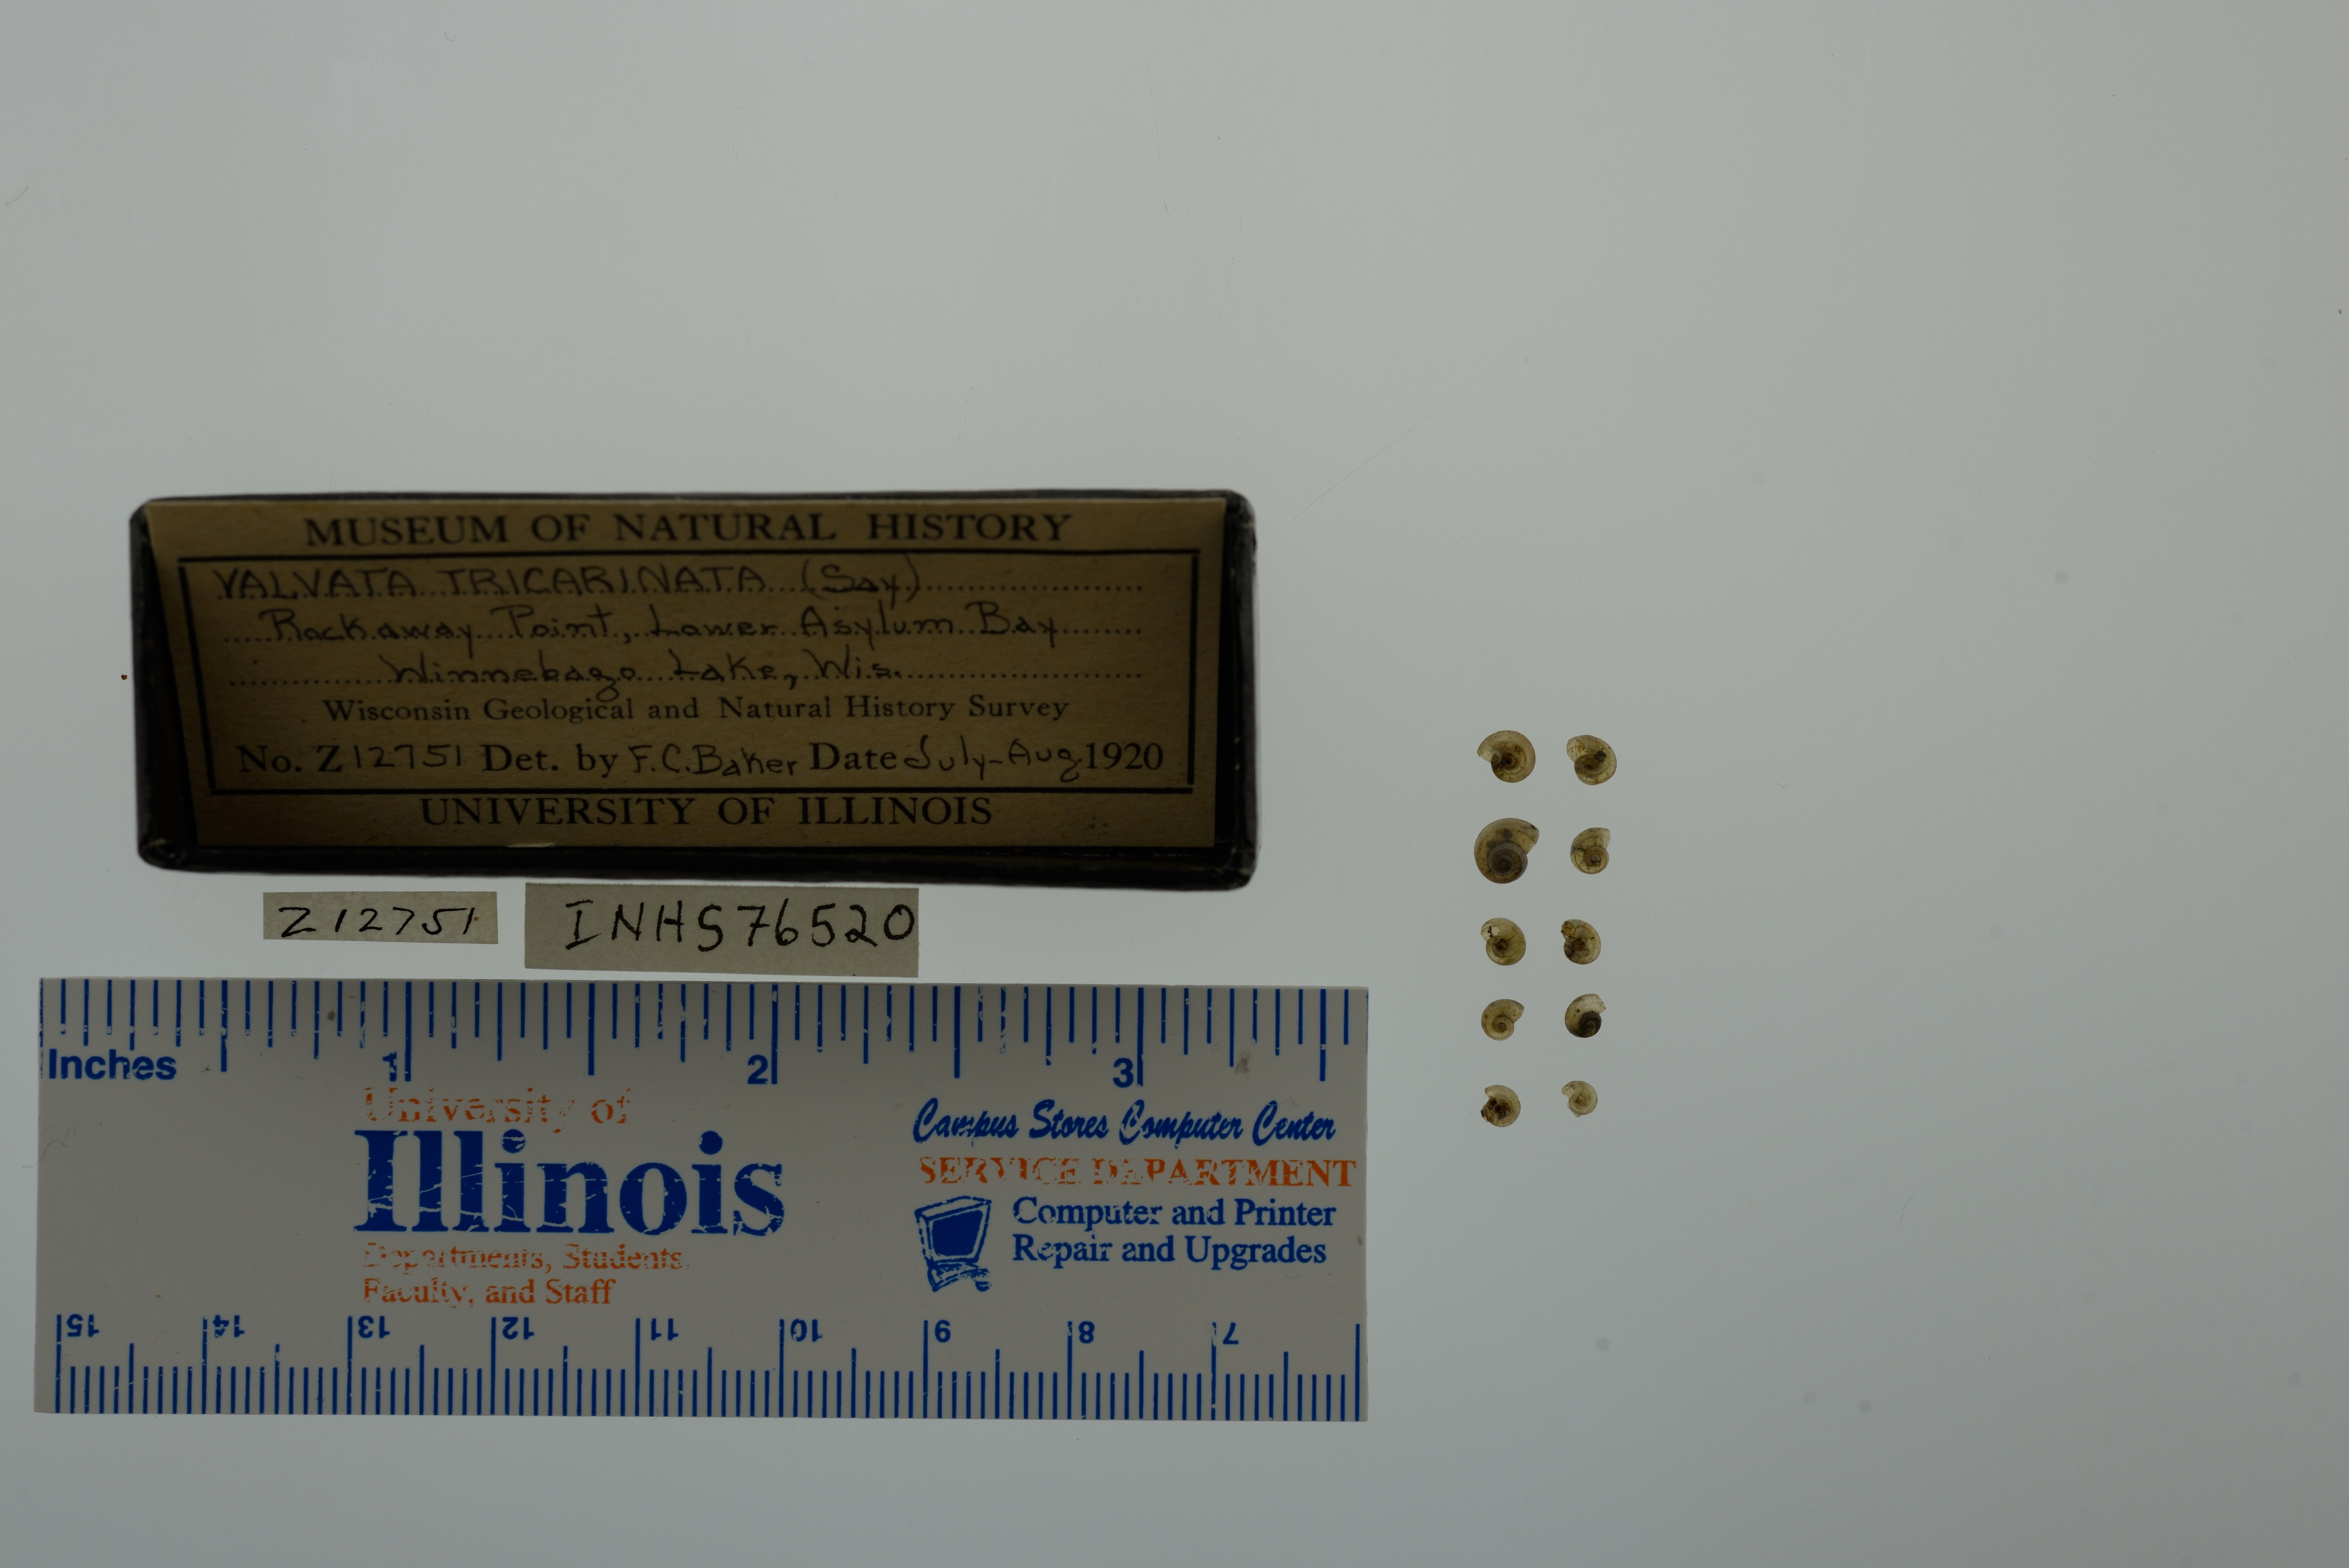 MUSEUM OF NATURAL HISTORY
VALVATA TRICARINATA (Say)
Rockaway Point, Lower Asylum Bay
Winnebago Lake, Wis.
Wisconsin Geological and Natural History Survey
No. Z 12751 Det. by F.C.Baker Date July-Aug. 1920
UNIVERSITY OF ILLINOIS
Z12751
INHS76520
Inches 1 2 3
University of
Illinois
Departments, Students,
Faculty, and Staff
Campus Stores Computer Center
SERVICE DEPARTMENT
Computer and Printer
Repair and Upgrades
15 14 13 12 11 10 9 8 7